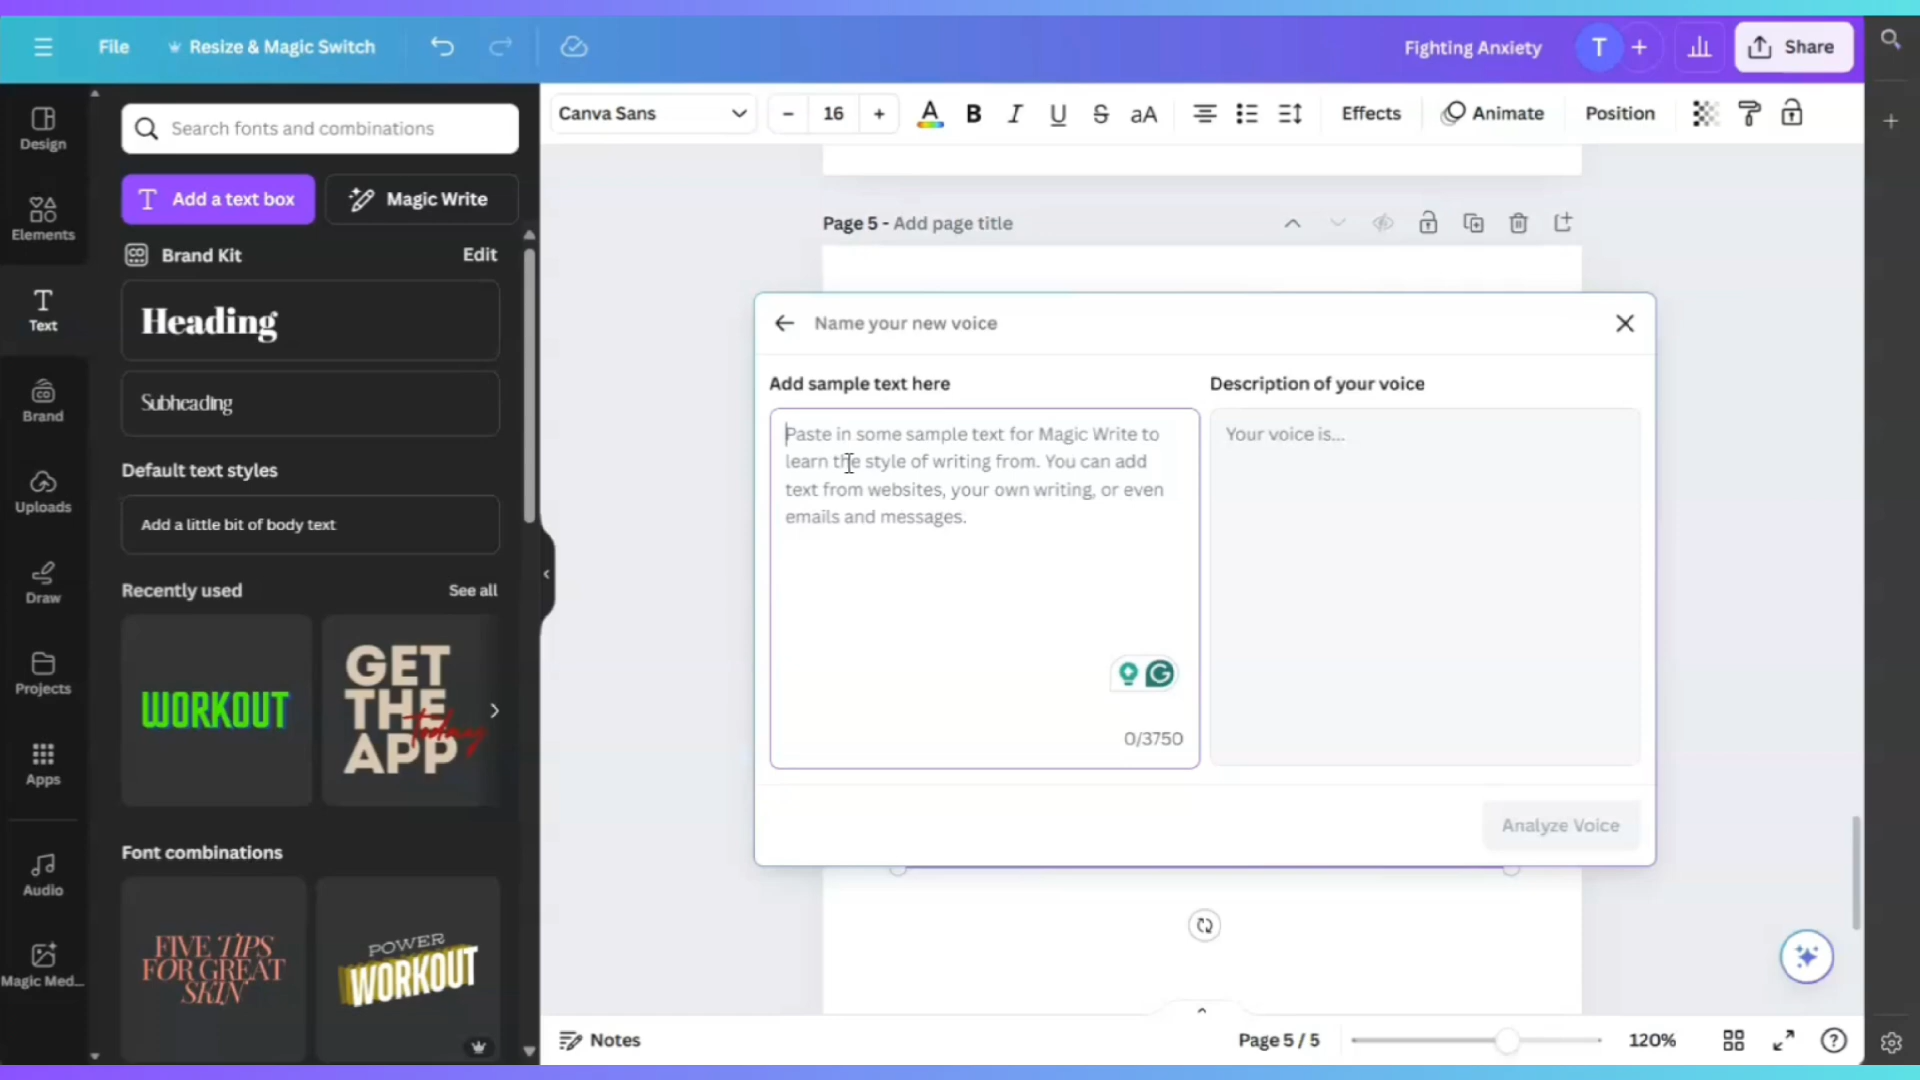 File
Resize & Magic Switch
Fighting Anxiety
T
Share
Design
Elements
Text
Brand
Uploads
Draw
Projects
Apps
Audio
Magic Med...
Search fonts and combinations
Add a text box
Magic Write
Brand Kit
Edit
Heading
Subheading
Default text styles
Add a little bit of body text
Recently used
See all
WORKOUT
GET
THE
APP
today
Font combinations
FIVE TIPS
FOR GREAT
SKIN
POWER
WORKOUT
Canva Sans
– 16 +
A B I U S aA
Effects
Animate
Position
Page 5 - Add page title
Name your new voice
Add sample text here
Paste in some sample text for Magic Write to
learn the style of writing from. You can add
text from websites, your own writing, or even
emails and messages.
0/3750
Description of your voice
Your voice is...
Analyze Voice
Notes
Page 5 / 5
120%